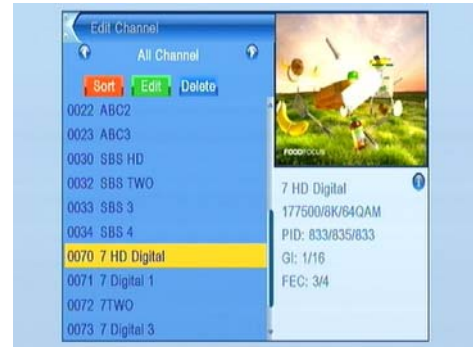 Edit Channel
All Channel
Sort Edit Delete
0022 ABC2
0023 ABC3
0030 SBS HD
0032 SBS TWO
0033 SBS 3
0034 SBS 4
0070 7 HD Digital
0071 7 Digital 1
0072 7TWO
0073 7 Digital 3
FOODFOCUS
7 HD Digital
177500/8K/64QAM
PID: 833/835/833
GI: 1/16
FEC: 3/4